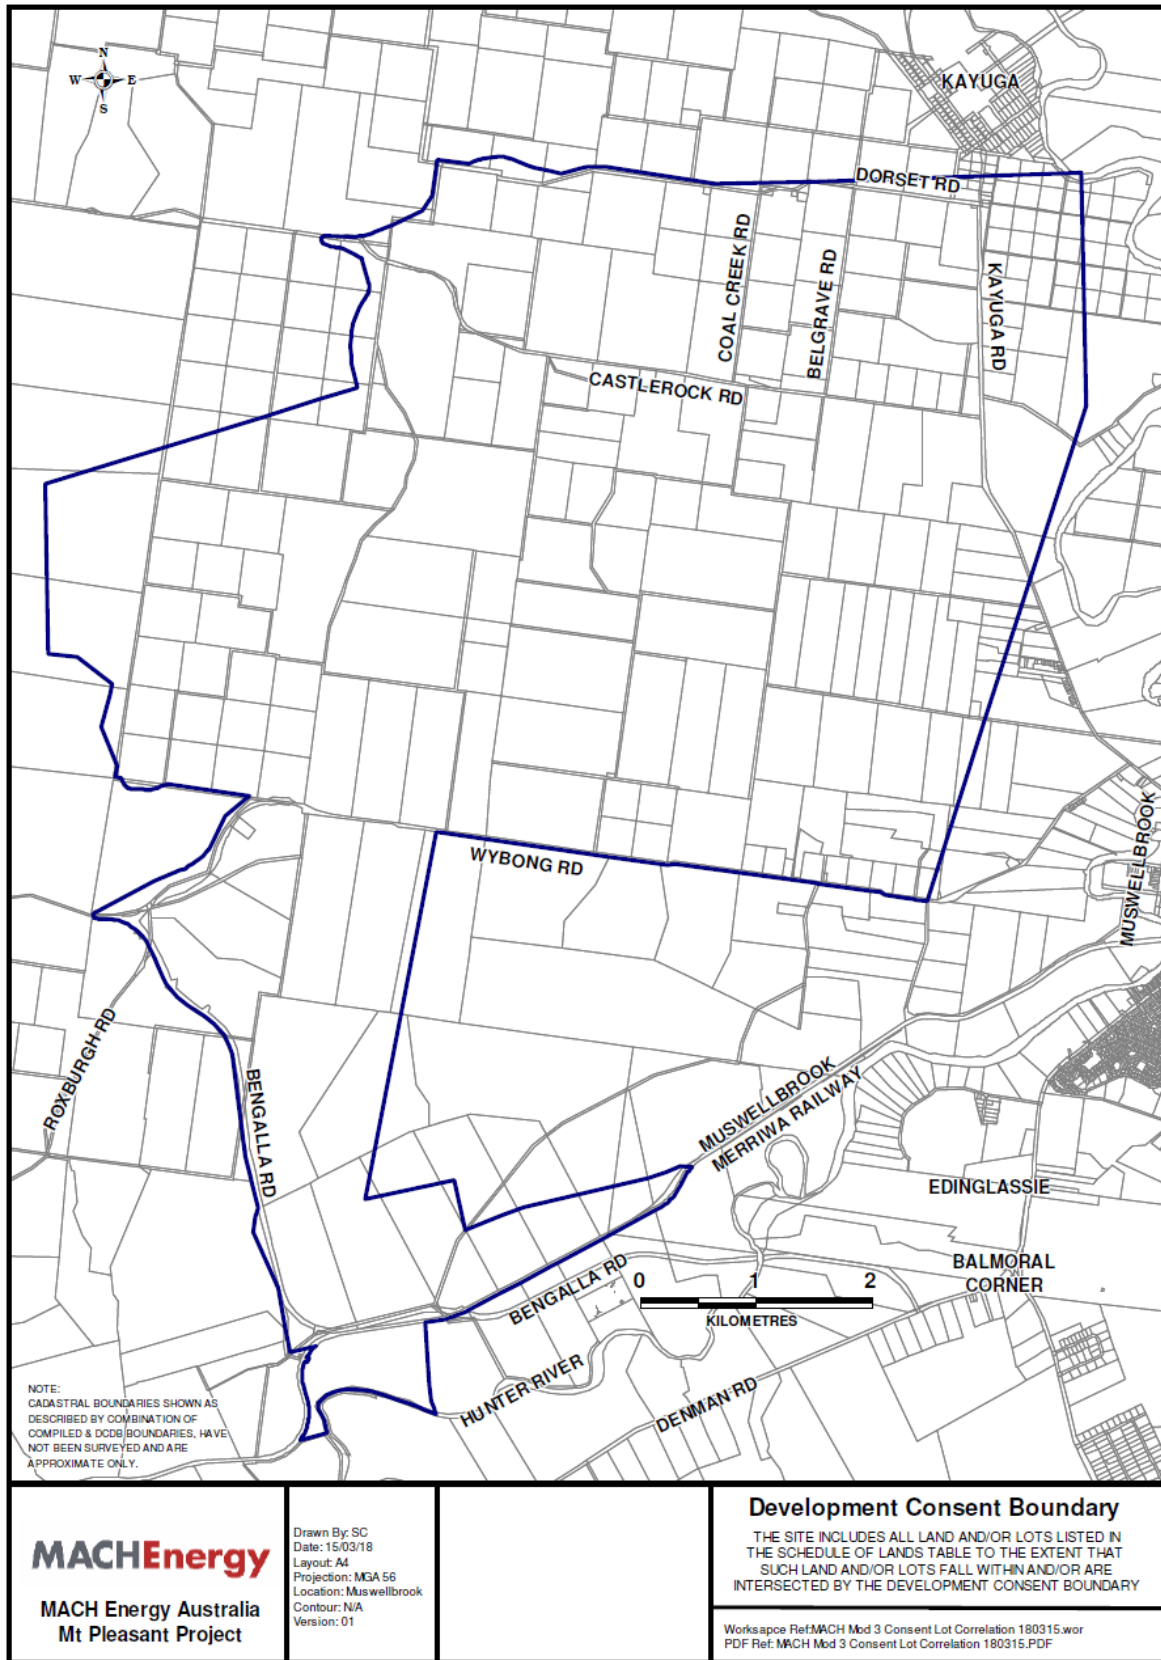 N
W E
S
KAYUGA
DORSET RD
COAL CREEK RD
BELGRAVE RD
KAYUGA RD
CASTLEROCK RD
WYBONG RD
MUSWELLBROOK
ROXBURGH RD
BENGALLA RD
MUSWELLBROOK
MERRIWA RAILWAY
EDINGLASSIE
BALMORAL
CORNER
BENGALLA RD
0 1 2
KILOMETRES
HUNTER RIVER
DENMAN RD
NOTE:
CADASTRAL BOUNDARIES SHOWN AS
DESCRIBED BY COMBINATION OF
COMPILED & DCDB BOUNDARIES, HAVE
NOT BEEN SURVEYED AND ARE
APPROXIMATE ONLY.
MACHEnergy
MACH Energy Australia
Mt Pleasant Project
Drawn By: SC
Date: 15/03/18
Layout: A4
Projection: MGA 56
Location: Muswellbrook
Contour: N/A
Version: 01
Development Consent Boundary
THE SITE INCLUDES ALL LAND AND/OR LOTS LISTED IN
THE SCHEDULE OF LANDS TABLE TO THE EXTENT THAT
SUCH LAND AND/OR LOTS FALL WITHIN AND/OR ARE
INTERSECTED BY THE DEVELOPMENT CONSENT BOUNDARY
Worksapce Ref:MACH Mod 3 Consent Lot Correlation 180315.wor
PDF Ref: MACH Mod 3 Consent Lot Correlation 180315.PDF